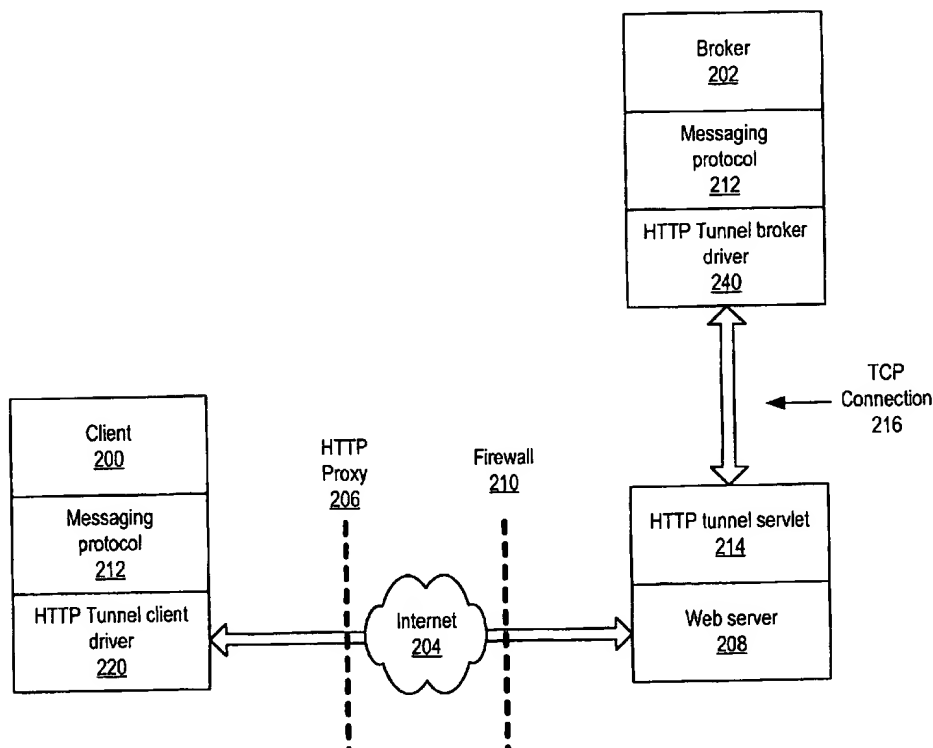 Broker
202
Messaging
protocol
212
HTTP Tunnel broker
driver
240
TCP
Connection
216
Client
200
Messaging
protocol
212
HTTP Tunnel client
driver
220
HTTP
Proxy
206
Firewall
210
Internet
204
HTTP tunnel servlet
214
Web server
208